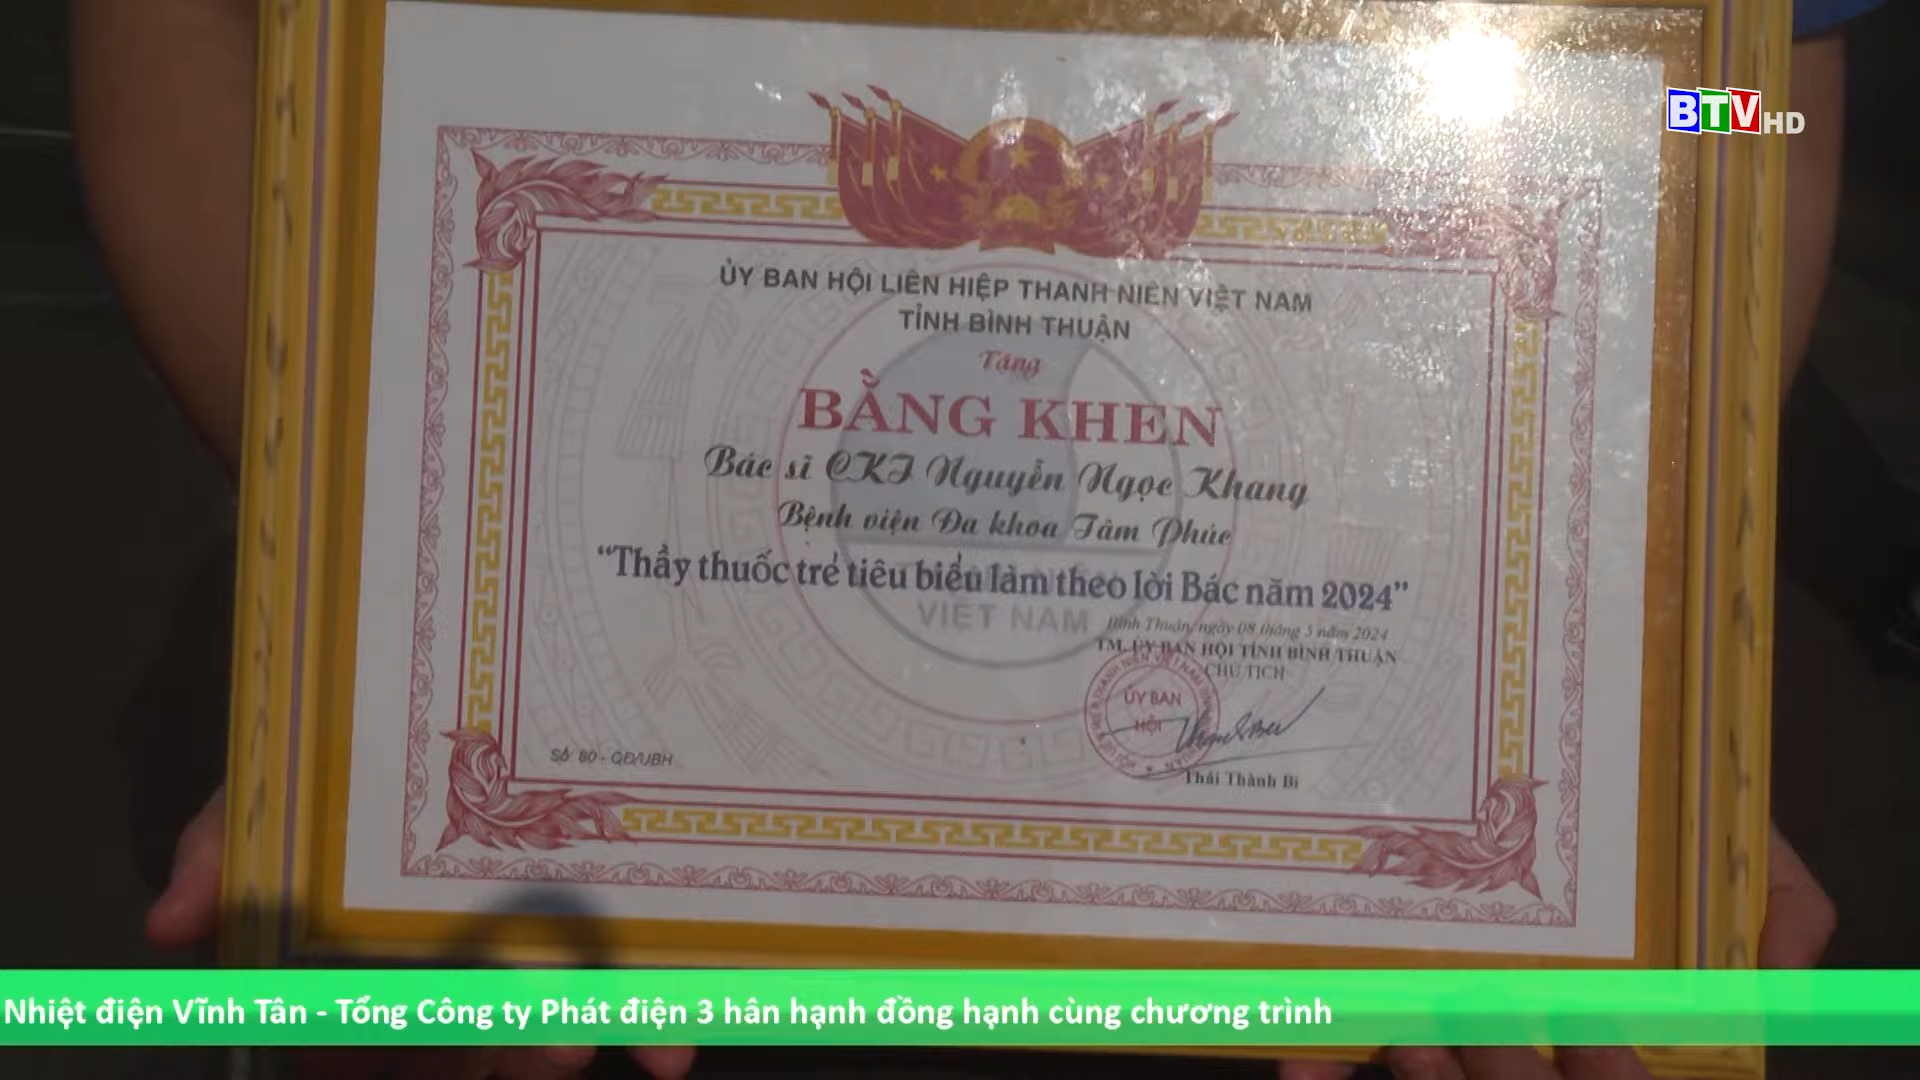 BTV HD
ỦY BAN HỘI LIÊN HIỆP THANH NIÊN VIỆT NAM
TỈNH BÌNH THUẬN
Tặng
BẰNG KHEN
Bác sĩ CKI Nguyễn Ngọc Khang
Bệnh viện Đa khoa Tâm Phúc
"Thầy thuốc trẻ tiêu biểu làm theo lời Bác năm 2024"
VIỆT NAM
Bình Thuận, ngày 08 tháng 5 năm 2024
TM. ỦY BAN HỘI TỈNH BÌNH THUẬN
CHỦ TỊCH
ỦY BAN
HỘI
Số: 80 - QĐ/UBH
Thái Thành Bi
Nhiệt điện Vĩnh Tân - Tổng Công ty Phát điện 3 hân hạnh đồng hạnh cùng chương trình